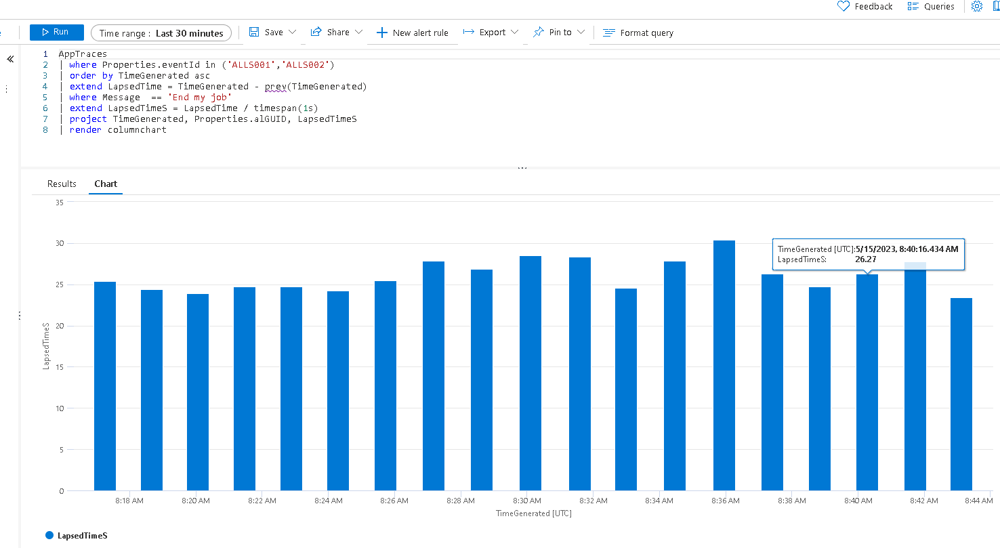 Feedback Queries
Run Time range : Last 30 minutes Save Share New alert rule Export Pin to Format query
1 AppTraces
2 | where Properties.eventId in ('ALLS001','ALLS002')
3 | order by TimeGenerated asc
4 | extend LapsedTime = TimeGenerated - prev(TimeGenerated)
5 | where Message  == 'End my job'
6 | extend LapsedTimeS = LapsedTime / timespan(1s)
7 | project TimeGenerated, Properties.alGUID, LapsedTimeS
8 | render columnchart
Results Chart
35
30
25
20
15
10
5
0
LapsedTimeS
TimeGenerated [UTC]:5/15/2023, 8:40:16.434 AM
LapsedTimeS: 26.27
8:18 AM 8:20 AM 8:22 AM 8:24 AM 8:26 AM 8:28 AM 8:30 AM 8:32 AM 8:34 AM 8:36 AM 8:38 AM 8:40 AM 8:42 AM 8:44 AM
TimeGenerated [UTC]
LapsedTimeS